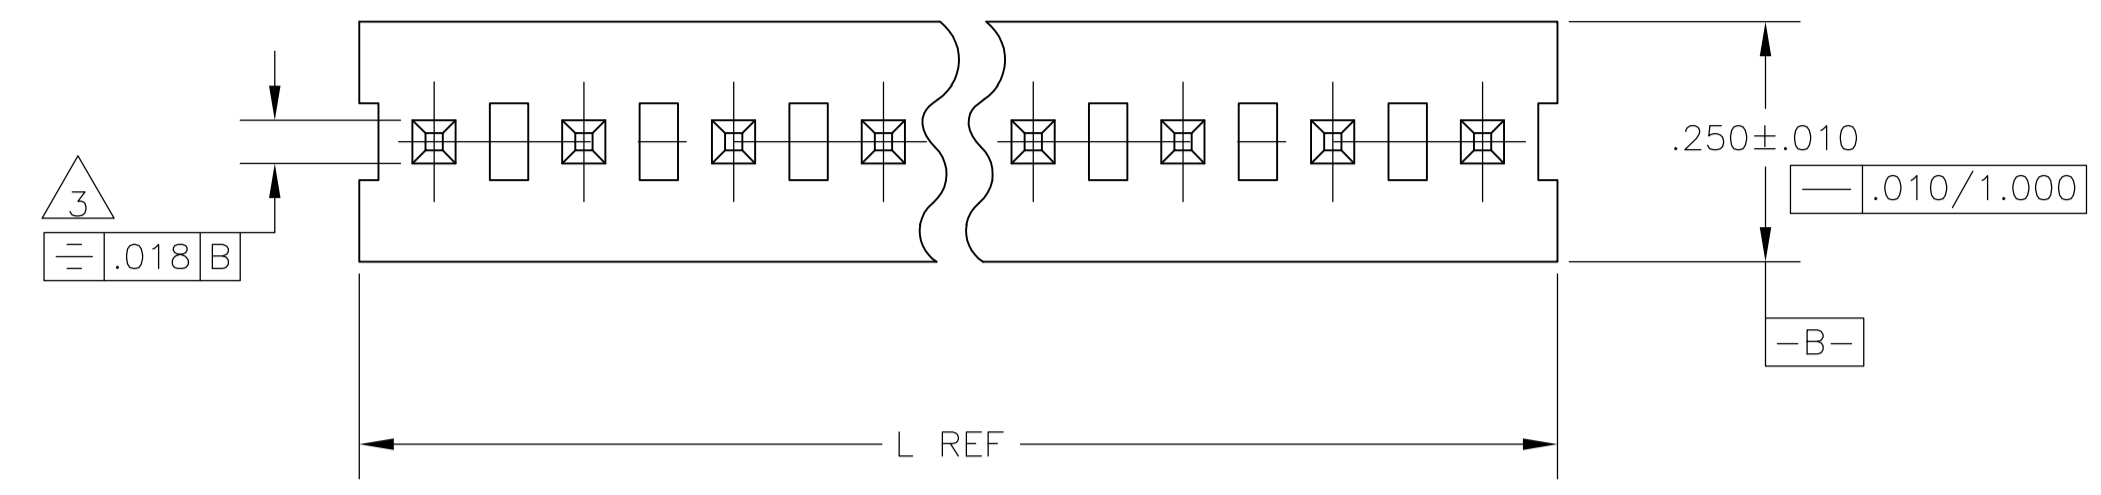 .250±.010
⏤ .010/1.000
3
⌯ .018 B
-B-
L REF